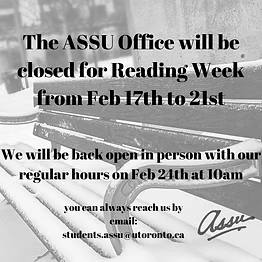 The ASSU Office will be
closed for Reading Week
from Feb 17th to 21st
We will be back open in person with our
regular hours on Feb 24th at 10am
you can always reach us by
email:
students.assu@utoronto.ca
Assu